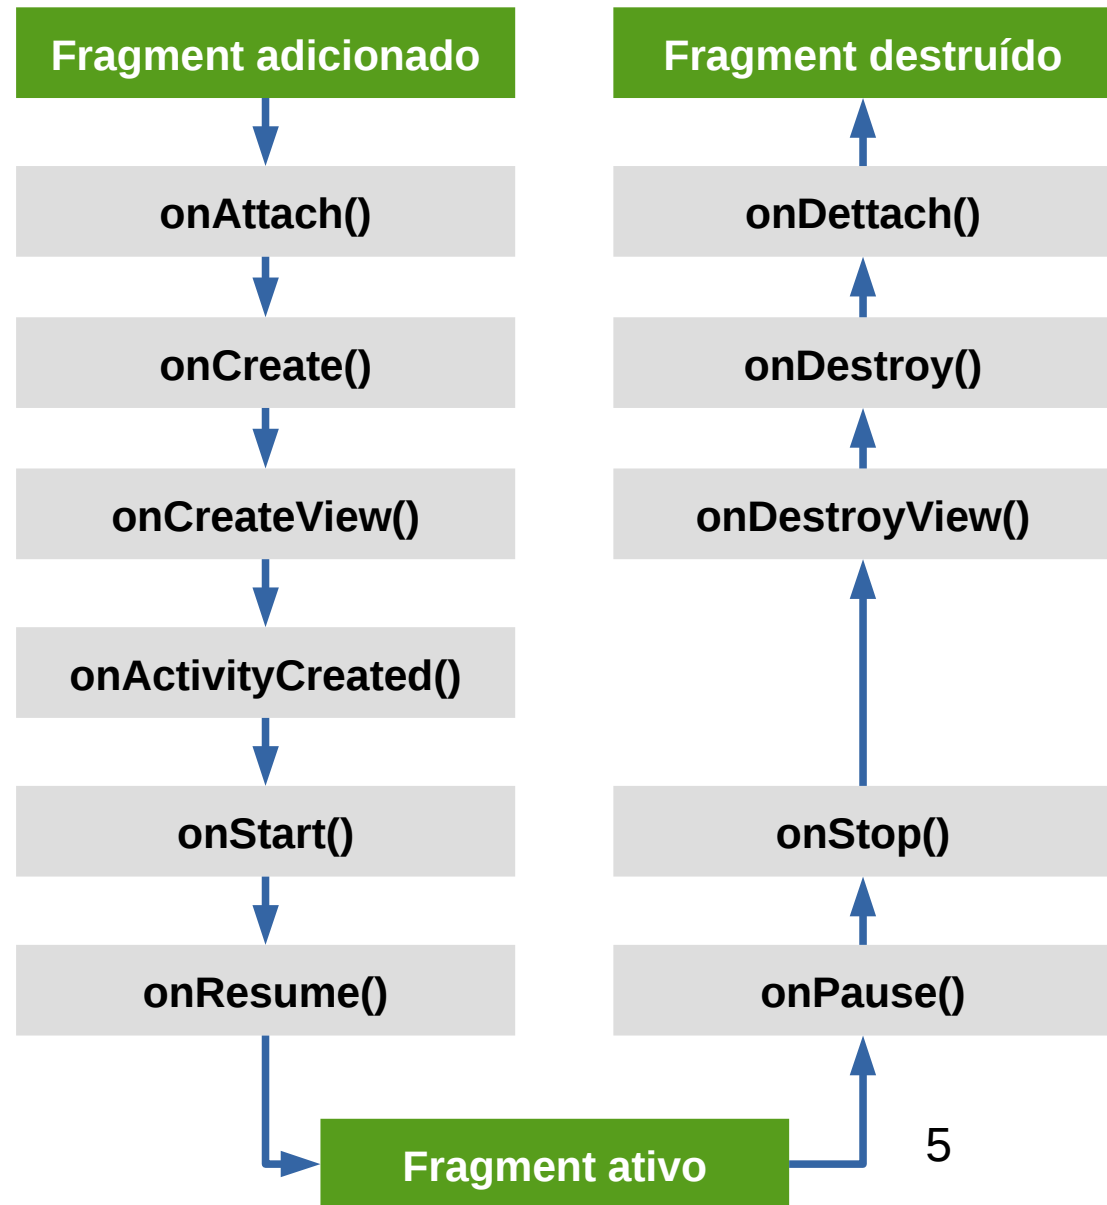 Fragment adicionado
onAttach()
onCreate()
onCreateView()
onActivityCreated()
onStart()
onResume()
Fragment ativo
onPause()
onStop()
onDestroyView()
onDestroy()
onDettach()
Fragment destruído
5